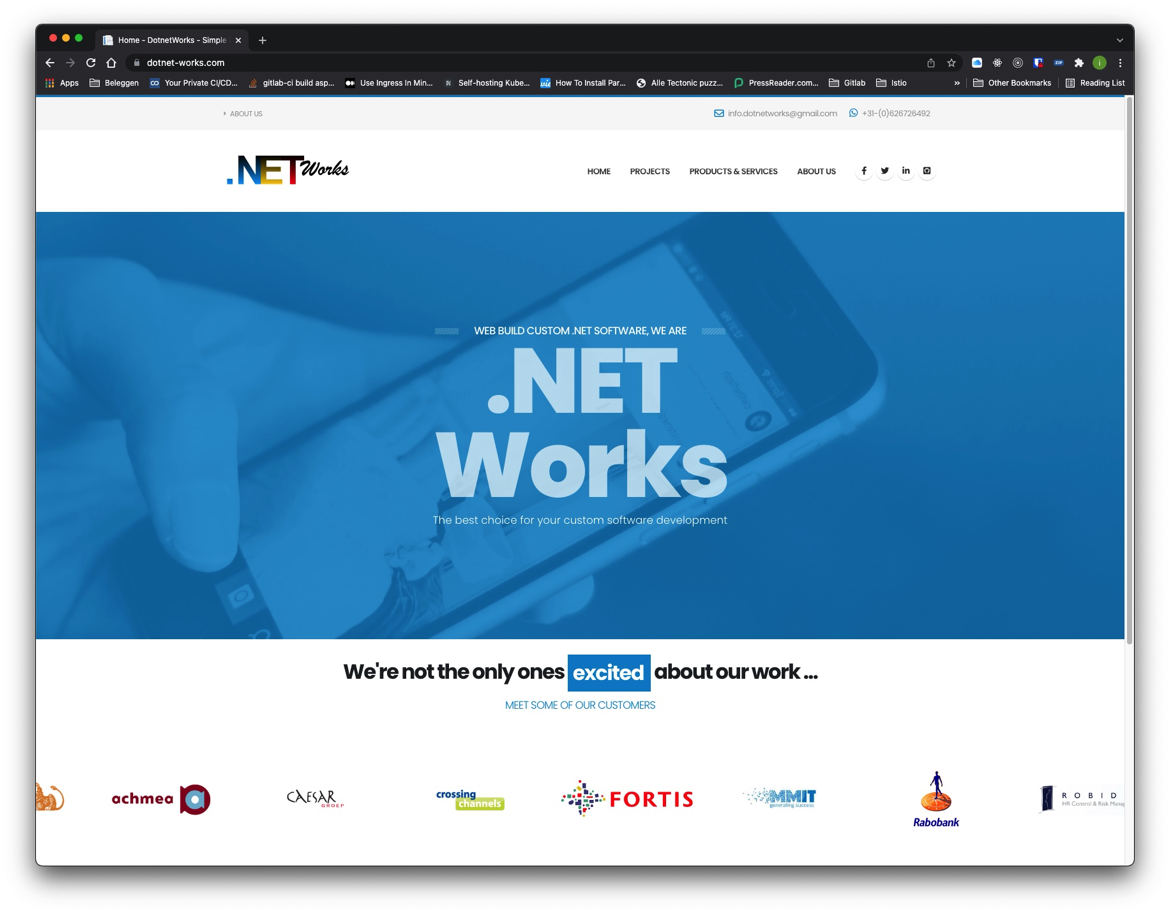 Home - DotnetWorks - Simple
dotnet-works.com
Apps Beleggen Your Private CI/CD... gitlab-ci build asp... Use Ingress In Min... Self-hosting Kube... How To Install Par... Alle Tectonic puzz... PressReader.com... Gitlab Istio » Other Bookmarks Reading List
ABOUT US info.dotnetworks@gmail.com +31-(0)626726492
.NET Works
HOME PROJECTS PRODUCTS & SERVICES ABOUT US
WEB BUILD CUSTOM .NET SOFTWARE, WE ARE
.NET
Works
The best choice for your custom software development
We're not the only ones excited about our work ...
MEET SOME OF OUR CUSTOMERS
achmea
CAESAR
GROEP
crossing
channels
FORTIS
MMIT
generating success
Rabobank
ROBID
HR Control & Risk